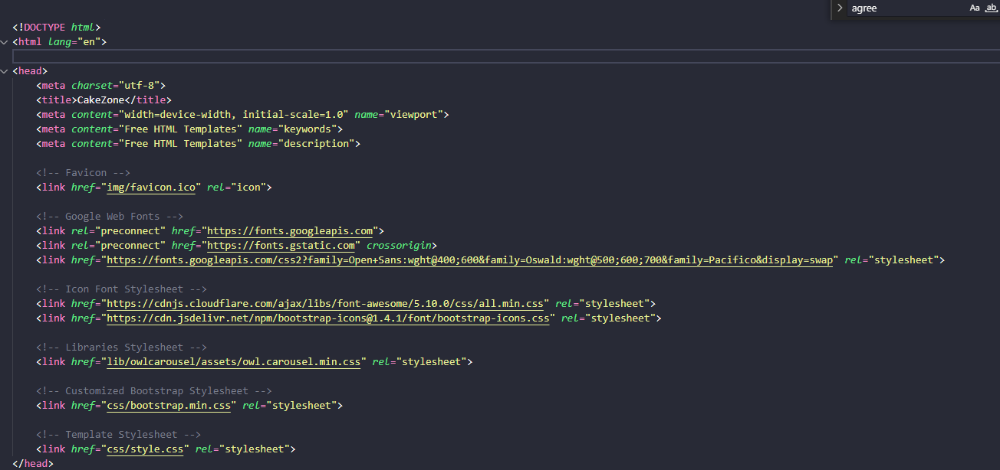 agree
Aa ab
<!DOCTYPE html>
<html lang="en">
<head>
<meta charset="utf-8">
<title>CakeZone</title>
<meta content="width=device-width, initial-scale=1.0" name="viewport">
<meta content="Free HTML Templates" name="keywords">
<meta content="Free HTML Templates" name="description">
<!-- Favicon -->
<link href="img/favicon.ico" rel="icon">
<!-- Google Web Fonts -->
<link rel="preconnect" href="https://fonts.googleapis.com">
<link rel="preconnect" href="https://fonts.gstatic.com" crossorigin>
<link href="https://fonts.googleapis.com/css2?family=Open+Sans:wght@400;600&family=Oswald:wght@500;600;700&family=Pacifico&display=swap" rel="stylesheet">
<!-- Icon Font Stylesheet -->
<link href="https://cdnjs.cloudflare.com/ajax/libs/font-awesome/5.10.0/css/all.min.css" rel="stylesheet">
<link href="https://cdn.jsdelivr.net/npm/bootstrap-icons@1.4.1/font/bootstrap-icons.css" rel="stylesheet">
<!-- Libraries Stylesheet -->
<link href="lib/owlcarousel/assets/owl.carousel.min.css" rel="stylesheet">
<!-- Customized Bootstrap Stylesheet -->
<link href="css/bootstrap.min.css" rel="stylesheet">
<!-- Template Stylesheet -->
<link href="css/style.css" rel="stylesheet">
</head>